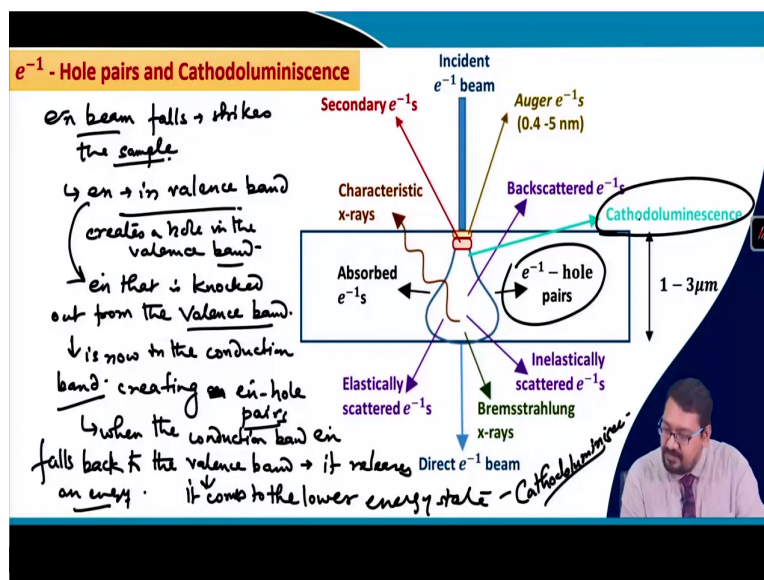 e⁻¹ - Hole pairs and Cathodoluminiscence
en beam falls → strikes
the sample
↳ en → in valence band
creates a hole in the
valence band-
→ en that is knocked
out from the valence band.
↓ is now in the conduction
band. creating en-hole
pairs
↳ when the conduction band en
falls back to the valence band → it releases
an energy. it comes to the lower energy state - Cathodoluminisce-
Incident
e⁻¹ beam
Secondary e⁻¹s
Auger e⁻¹s
(0.4 -5 nm)
Characteristic
x-rays
Backscattered e⁻¹s
Cathodoluminescence
Absorbed
e⁻¹s
e⁻¹ – hole
pairs
1 – 3μm
Elastically
scattered e⁻¹s
Inelastically
scattered e⁻¹s
Bremsstrahlung
x-rays
Direct e⁻¹ beam